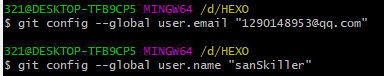 321@DESKTOP-TFB9CP5 MINGW64 /d/HEXO
$ git config --global user.email "1290148953@qq.com"
321@DESKTOP-TFB9CP5 MINGW64 /d/HEXO
$ git config --global user.name "sanSkiller"